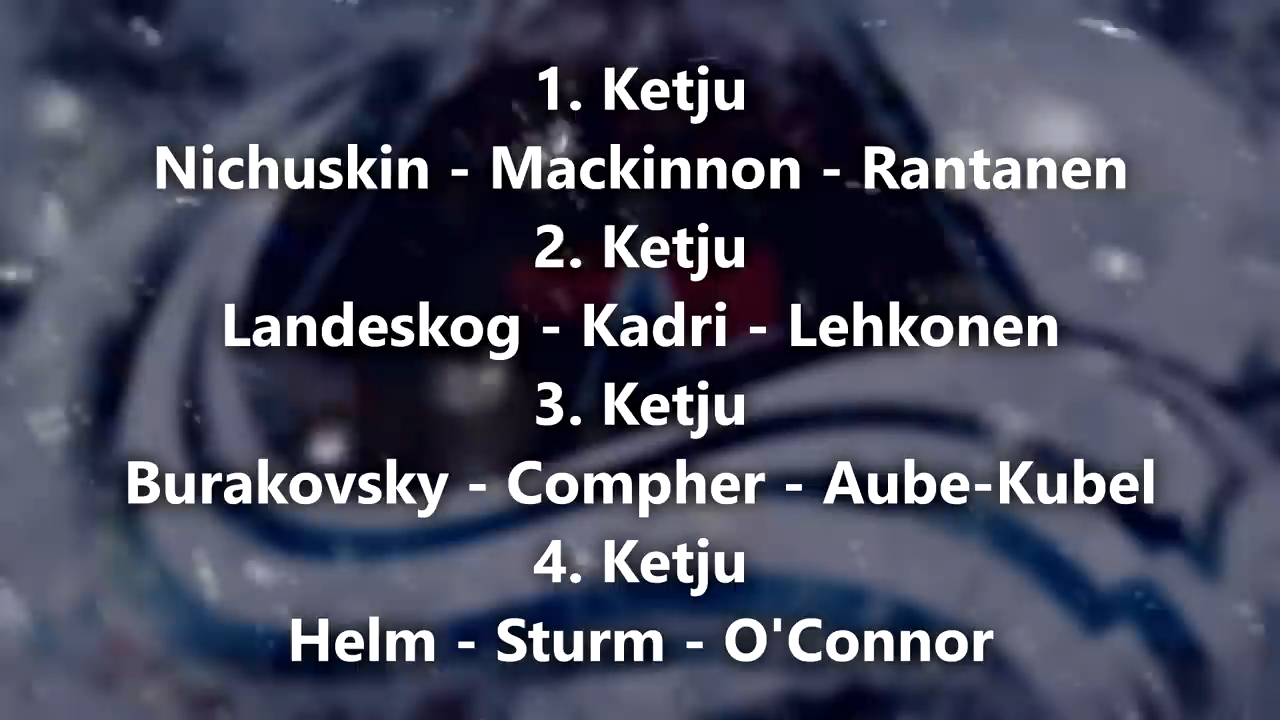 1. Ketju
Nichuskin - Mackinnon - Rantanen
2. Ketju
Landeskog - Kadri - Lehkonen
3. Ketju
Burakovsky - Compher - Aube-Kubel
4. Ketju
Helm - Sturm - O'Connor